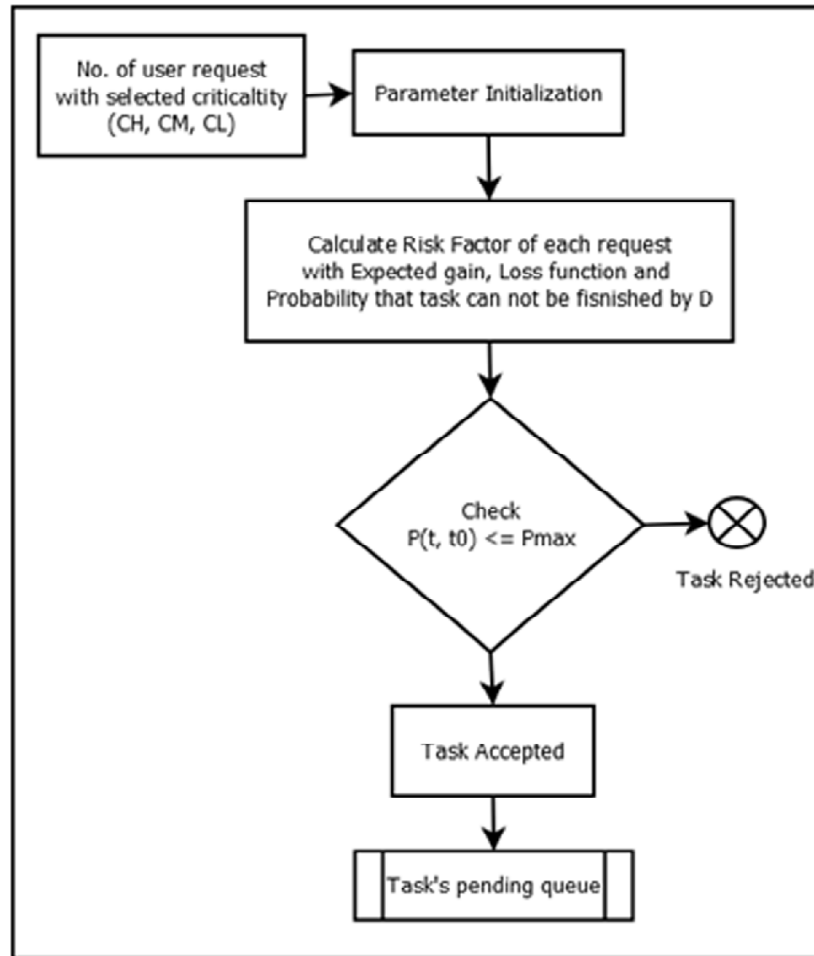 No. of user request
with selected criticaltity
(CH, CM, CL)
Parameter Initialization
Calculate Risk Factor of each request
with Expected gain, Loss function and
Probability that task can not be fisnished by D
Check
P(t, t0) <= Pmax
Task Rejected
Task Accepted
Task's pending queue